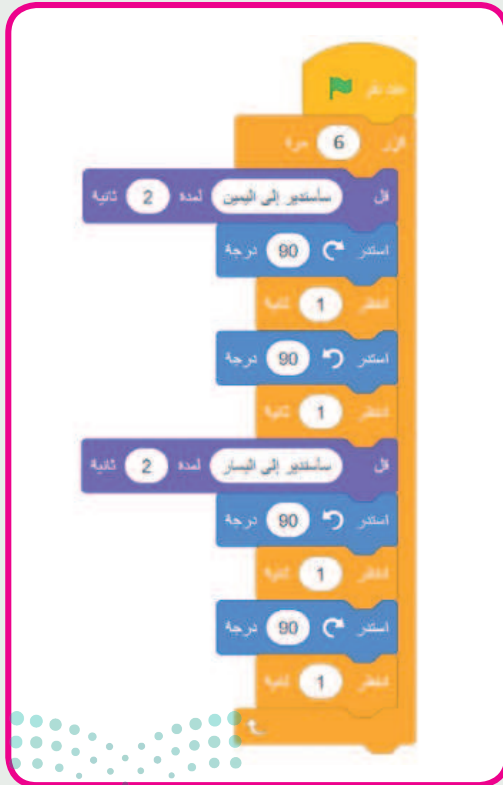 عند نقر
كرر 6 مرة
قل سأستدير إلى اليمين لمدة 2 ثانية
استدر 90 درجة
انتظر 1 ثانية
استدر 90 درجة
انتظر 1 ثانية
قل سأستدير إلى اليسار لمدة 2 ثانية
استدر 90 درجة
انتظر 1 ثانية
استدر 90 درجة
انتظر 1 ثانية